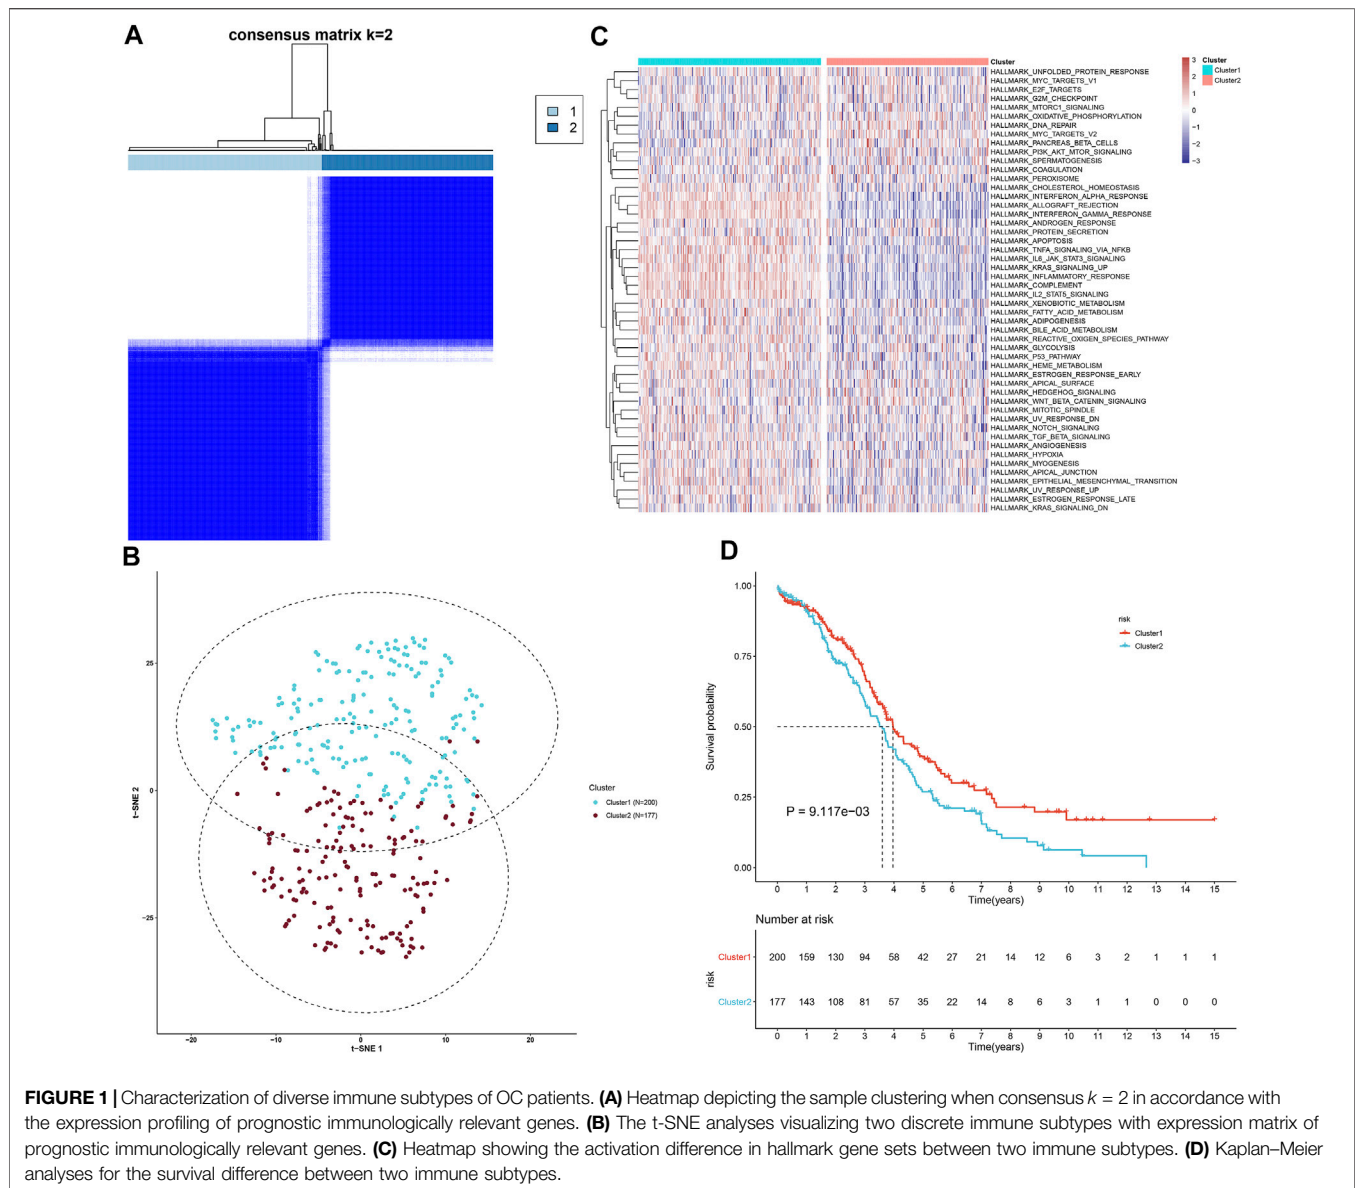 A
consensus matrix k=2
1
2
C
Cluster
HALLMARK_UNFOLDED_PROTEIN_RESPONSE
HALLMARK_MYC_TARGETS_V1
HALLMARK_E2F_TARGETS
HALLMARK_G2M_CHECKPOINT
HALLMARK_MTORC1_SIGNALING
HALLMARK_OXIDATIVE_PHOSPHORYLATION
HALLMARK_DNA_REPAIR
HALLMARK_MYC_TARGETS_V2
HALLMARK_PANCREAS_BETA_CELLS
HALLMARK_PI3K_AKT_MTOR_SIGNALING
HALLMARK_SPERMATOGENESIS
HALLMARK_COAGULATION
HALLMARK_PEROXISOME
HALLMARK_CHOLESTEROL_HOMEOSTASIS
HALLMARK_INTERFERON_ALPHA_RESPONSE
HALLMARK_ALLOGRAFT_REJECTION
HALLMARK_INTERFERON_GAMMA_RESPONSE
HALLMARK_ANDROGEN_RESPONSE
HALLMARK_PROTEIN_SECRETION
HALLMARK_APOPTOSIS
HALLMARK_TNFA_SIGNALING_VIA_NFKB
HALLMARK_IL6_JAK_STAT3_SIGNALING
HALLMARK_KRAS_SIGNALING_UP
HALLMARK_INFLAMMATORY_RESPONSE
HALLMARK_COMPLEMENT
HALLMARK_IL2_STAT5_SIGNALING
HALLMARK_XENOBIOTIC_METABOLISM
HALLMARK_FATTY_ACID_METABOLISM
HALLMARK_ADIPOGENESIS
HALLMARK_BILE_ACID_METABOLISM
HALLMARK_REACTIVE_OXIGEN_SPECIES_PATHWAY
HALLMARK_GLYCOLYSIS
HALLMARK_P53_PATHWAY
HALLMARK_HEME_METABOLISM
HALLMARK_ESTROGEN_RESPONSE_EARLY
HALLMARK_APICAL_SURFACE
HALLMARK_HEDGEHOG_SIGNALING
HALLMARK_WNT_BETA_CATENIN_SIGNALING
HALLMARK_MITOTIC_SPINDLE
HALLMARK_UV_RESPONSE_DN
HALLMARK_NOTCH_SIGNALING
HALLMARK_TGF_BETA_SIGNALING
HALLMARK_ANGIOGENESIS
HALLMARK_HYPOXIA
HALLMARK_MYOGENESIS
HALLMARK_APICAL_JUNCTION
HALLMARK_EPITHELIAL_MESENCHYMAL_TRANSITION
HALLMARK_UV_RESPONSE_UP
HALLMARK_ESTROGEN_RESPONSE_LATE
HALLMARK_KRAS_SIGNALING_DN
3
2
1
0
−1
−2
−3
Cluster
Cluster1
Cluster2
B
t−SNE 2
25
0
−25
−20
−10
0
10
20
t−SNE 1
Cluster
Cluster1 (N=200)
Cluster2 (N=177)
D
Survival probability
1.00
0.75
0.50
0.25
0.00
P = 9.117e−03
risk
Cluster1
Cluster2
0 1 2 3 4 5 6 7 8 9 10 11 12 13 14 15
Time(years)
Number at risk
risk
Cluster1 200 159 130 94 58 42 27 21 14 12 6 3 2 1 1 1
Cluster2 177 143 108 81 57 35 22 14 8 6 3 1 1 0 0 0
0 1 2 3 4 5 6 7 8 9 10 11 12 13 14 15
Time(years)
FIGURE 1 | Characterization of diverse immune subtypes of OC patients. (A) Heatmap depicting the sample clustering when consensus k = 2 in accordance with
the expression profiling of prognostic immunologically relevant genes. (B) The t-SNE analyses visualizing two discrete immune subtypes with expression matrix of
prognostic immunologically relevant genes. (C) Heatmap showing the activation difference in hallmark gene sets between two immune subtypes. (D) Kaplan–Meier
analyses for the survival difference between two immune subtypes.